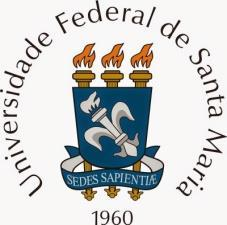 Universidade Federal de Santa Maria
SEDES SAPIENTIÆ
1960